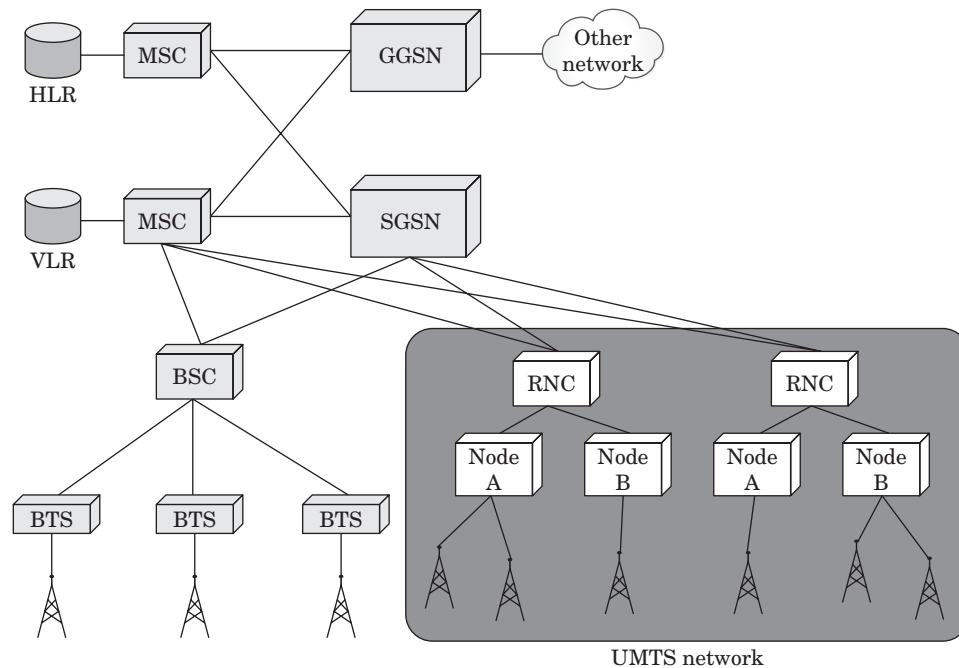 MSC
GGSN
Other
network
HLR
MSC
SGSN
VLR
BSC
RNC
RNC
Node
A
Node
B
Node
A
Node
B
BTS
BTS
BTS
UMTS network